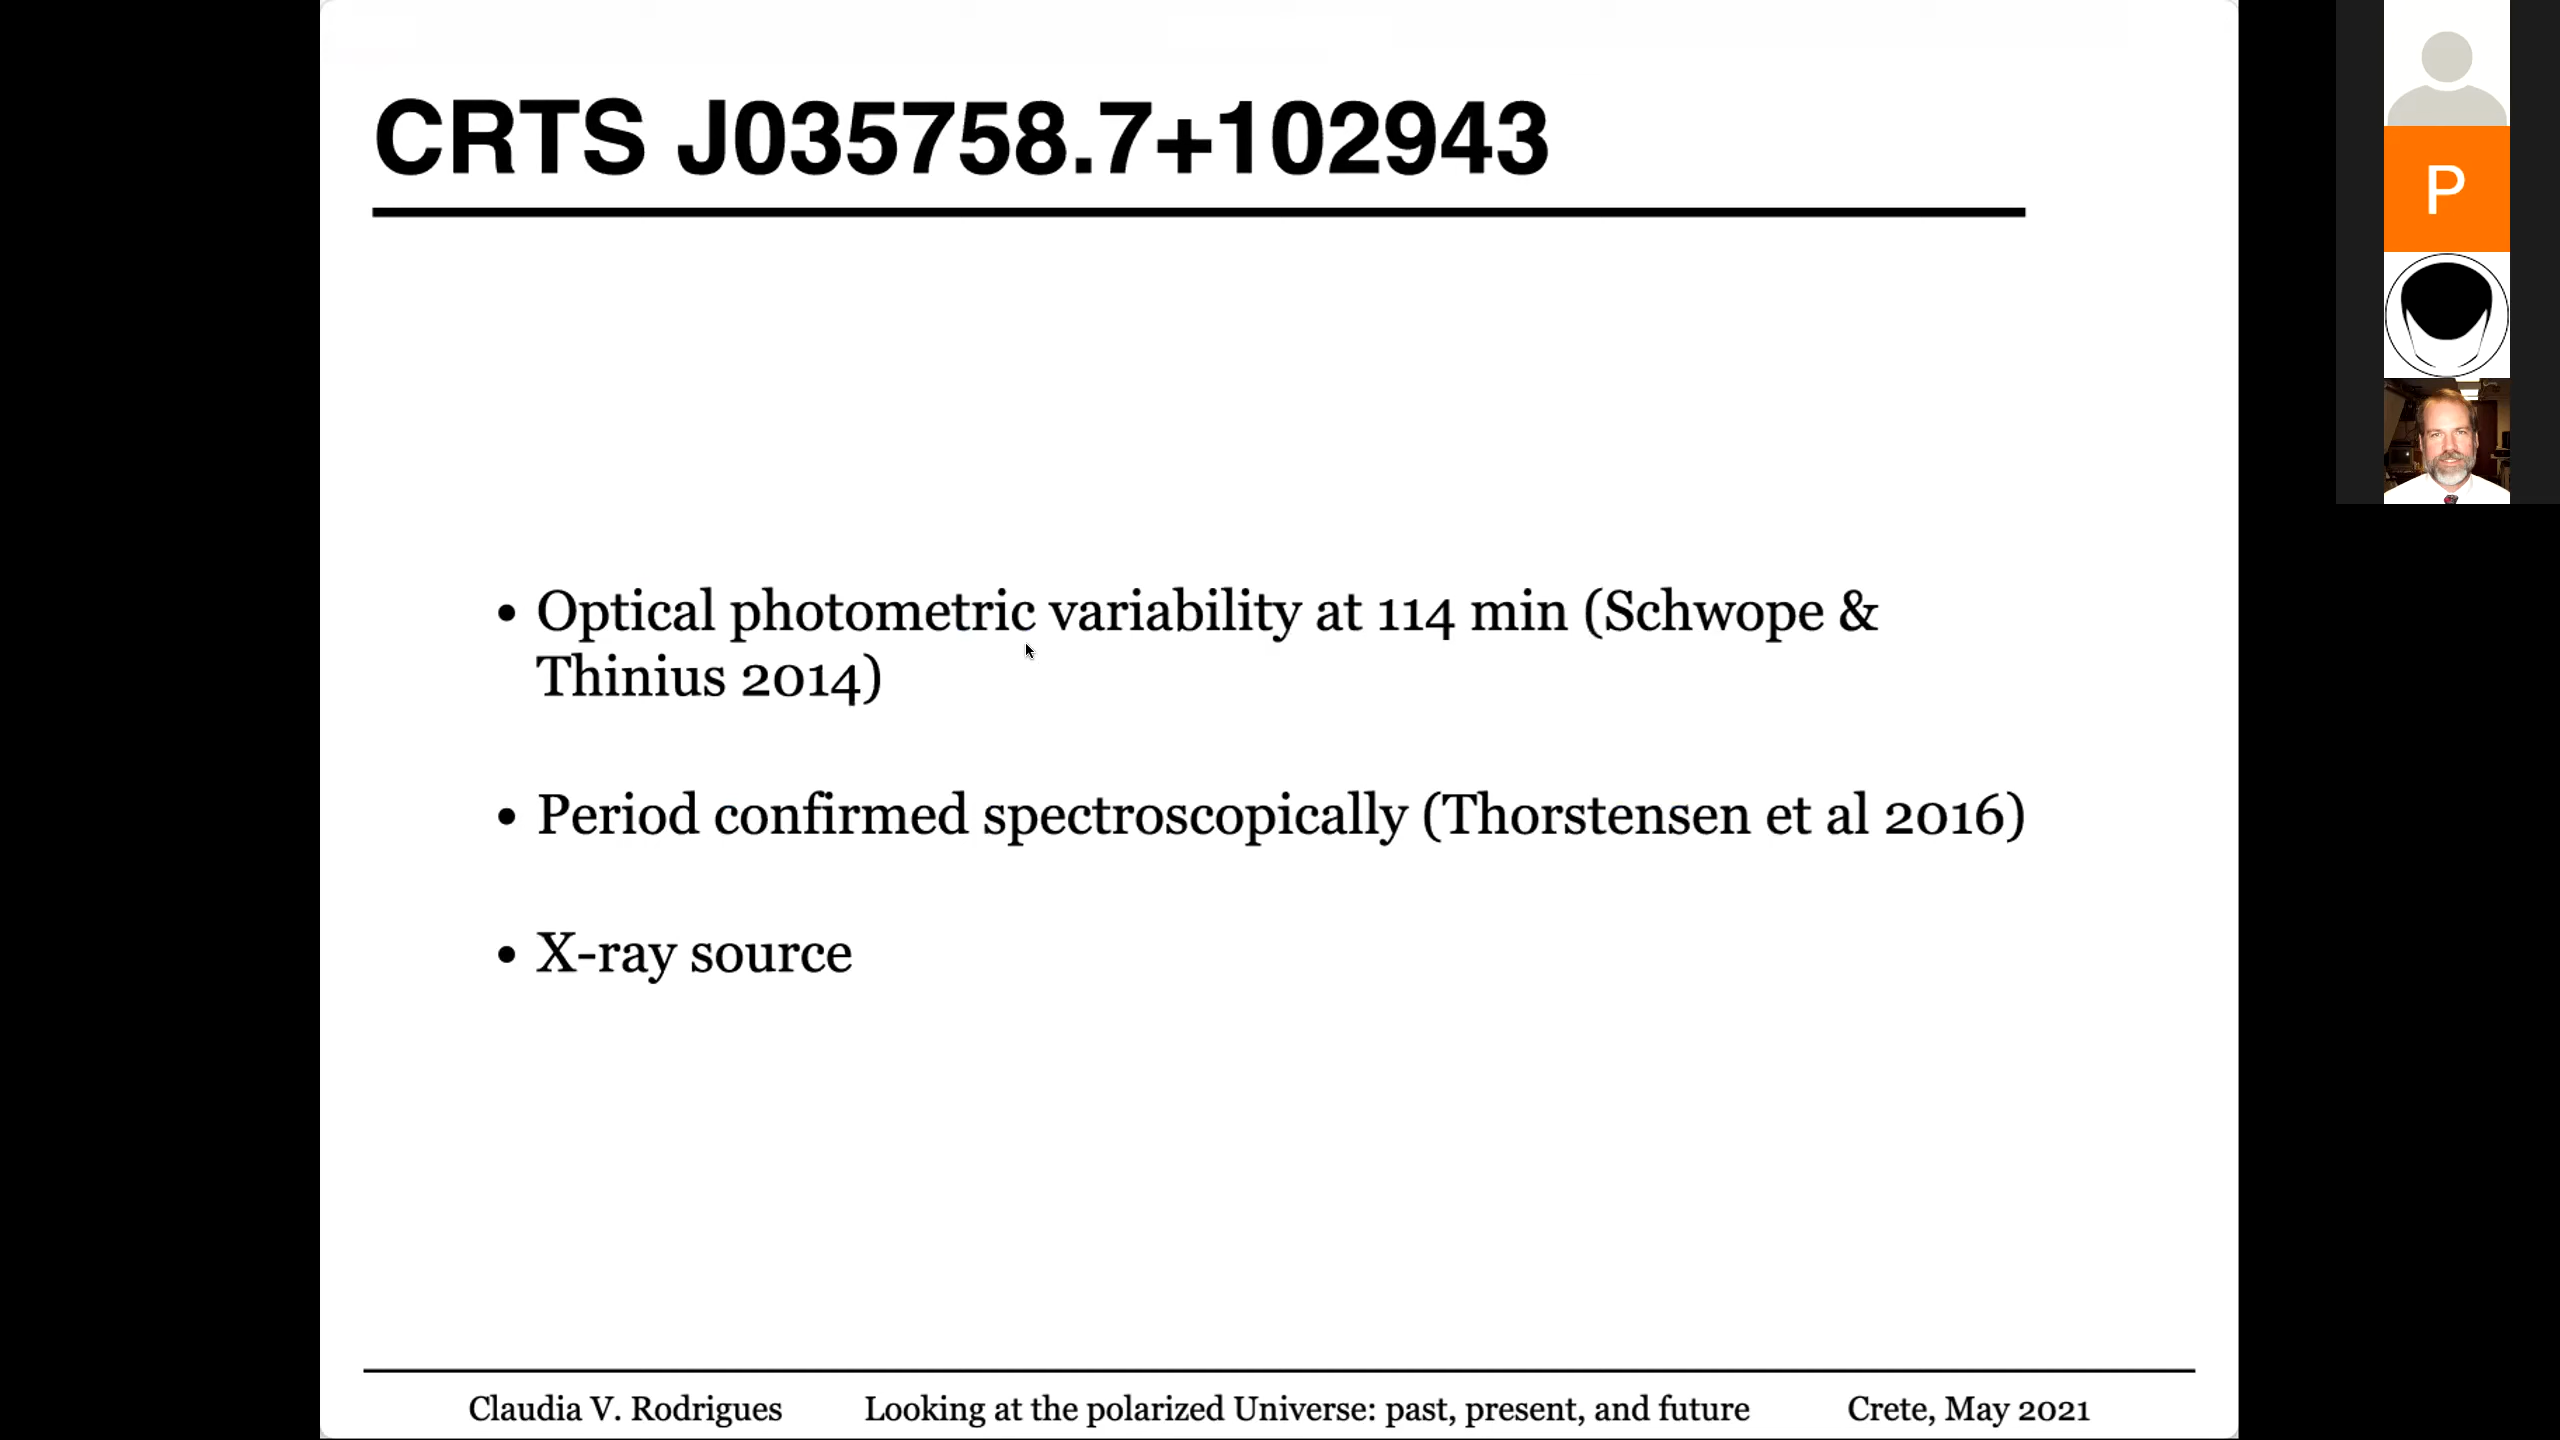 CRTS J035758.7+102943
P
• Optical photometric variability at 114 min (Schwope &
Thinius 2014)
• Period confirmed spectroscopically (Thorstensen et al 2016)
• X-ray source
Claudia V. Rodrigues Looking at the polarized Universe: past, present, and future Crete, May 2021